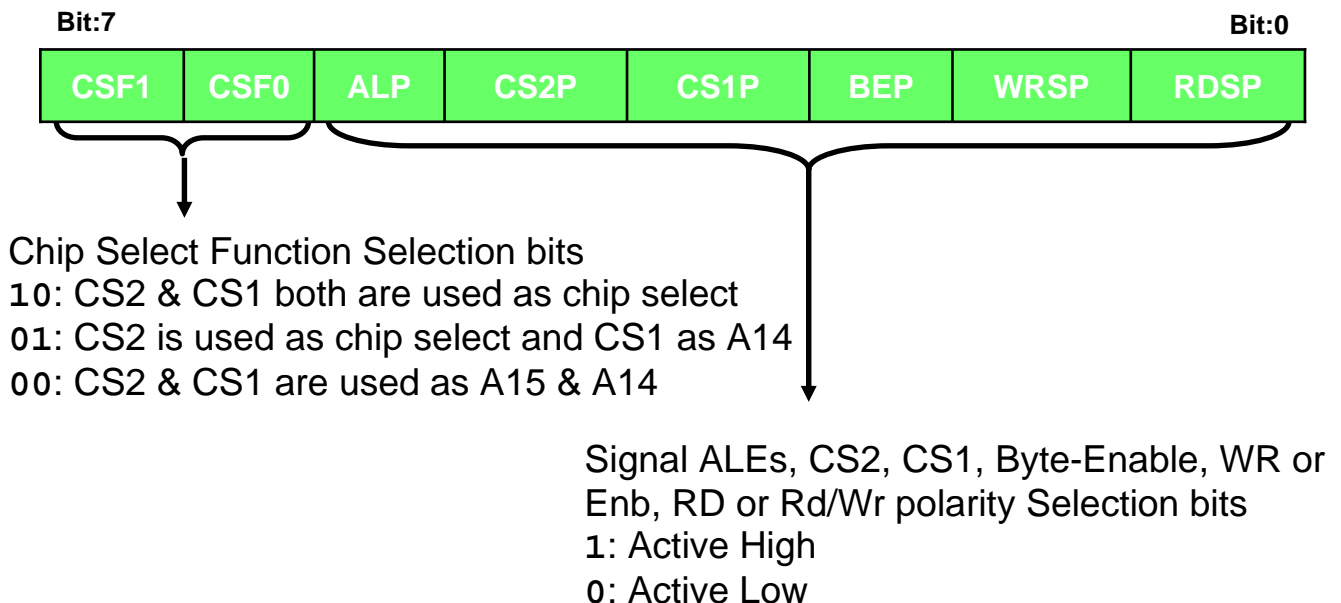 Bit:7 Bit:0
CSF1 CSF0 ALP CS2P CS1P BEP WRSP RDSP
Chip Select Function Selection bits
10: CS2 & CS1 both are used as chip select
01: CS2 is used as chip select and CS1 as A14
00: CS2 & CS1 are used as A15 & A14
Signal ALEs, CS2, CS1, Byte-Enable, WR or
Enb, RD or Rd/Wr polarity Selection bits
1: Active High
0: Active Low